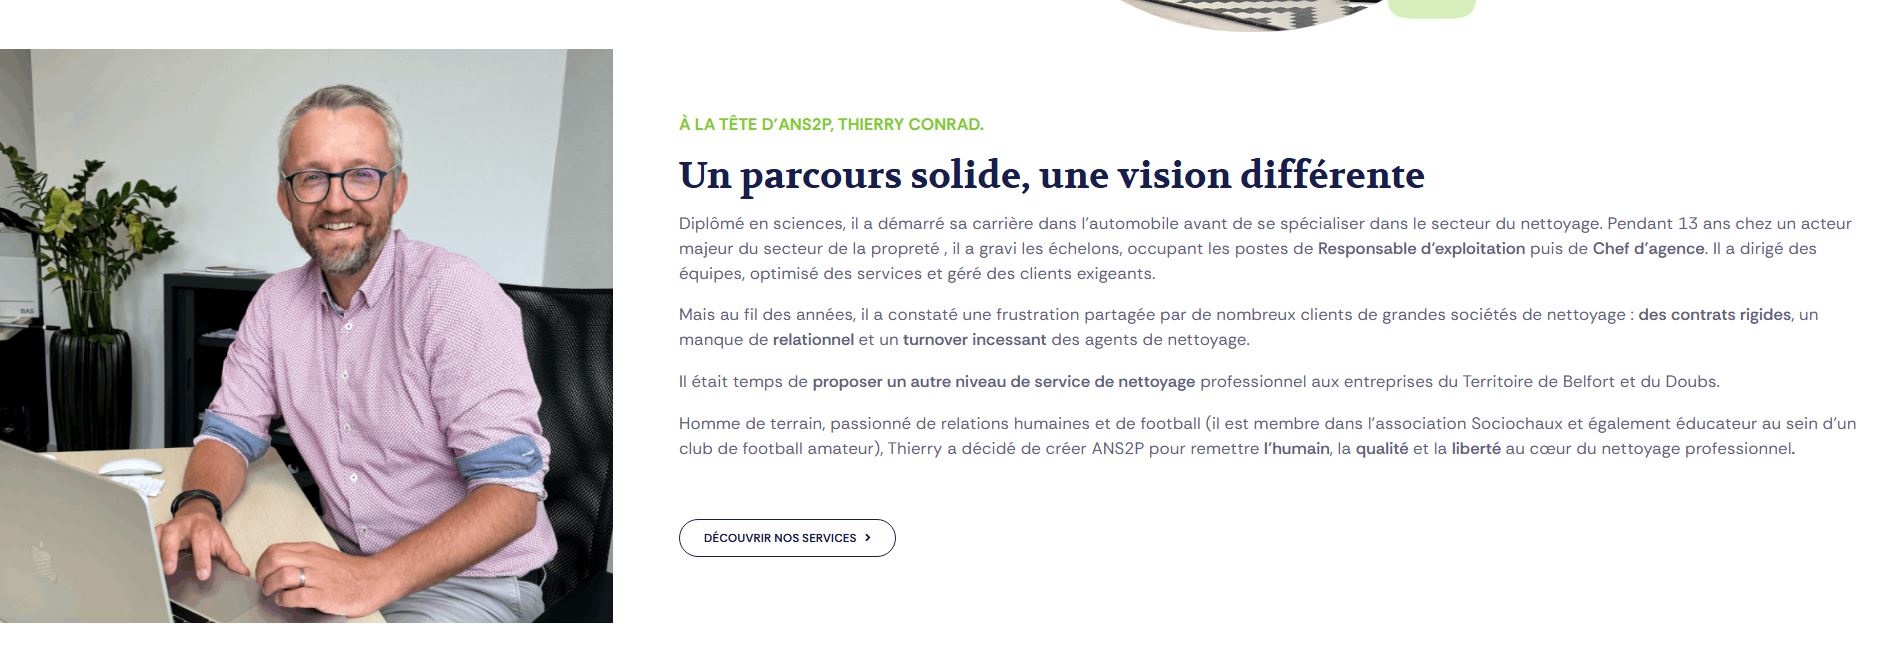 À LA TÊTE D’ANS2P, THIERRY CONRAD.
Un parcours solide, une vision différente
Diplômé en sciences, il a démarré sa carrière dans l’automobile avant de se spécialiser dans le secteur du nettoyage. Pendant 13 ans chez un acteur
majeur du secteur de la propreté , il a gravi les échelons, occupant les postes de Responsable d’exploitation puis de Chef d’agence. Il a dirigé des
équipes, optimisé des services et géré des clients exigeants.
Mais au fil des années, il a constaté une frustration partagée par de nombreux clients de grandes sociétés de nettoyage : des contrats rigides, un
manque de relationnel et un turnover incessant des agents de nettoyage.
Il était temps de proposer un autre niveau de service de nettoyage professionnel aux entreprises du Territoire de Belfort et du Doubs.
Homme de terrain, passionné de relations humaines et de football (il est membre dans l’association Sociochaux et également éducateur au sein d’un
club de football amateur), Thierry a décidé de créer ANS2P pour remettre l’humain, la qualité et la liberté au cœur du nettoyage professionnel.
DÉCOUVRIR NOS SERVICES
BAS